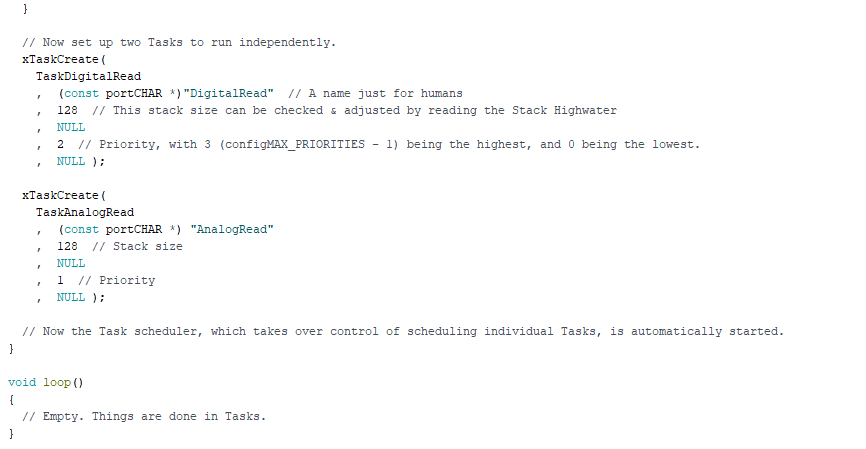 }
// Now set up two Tasks to run independently.
xTaskCreate(
TaskDigitalRead
, (const portCHAR *)"DigitalRead" // A name just for humans
, 128 // This stack size can be checked & adjusted by reading the Stack Highwater
, NULL
, 2 // Priority, with 3 (configMAX_PRIORITIES - 1) being the highest, and 0 being the lowest.
, NULL );
xTaskCreate(
TaskAnalogRead
, (const portCHAR *) "AnalogRead"
, 128 // Stack size
, NULL
, 1 // Priority
, NULL );
// Now the Task scheduler, which takes over control of scheduling individual Tasks, is automatically started.
}
void loop()
{
// Empty. Things are done in Tasks.
}